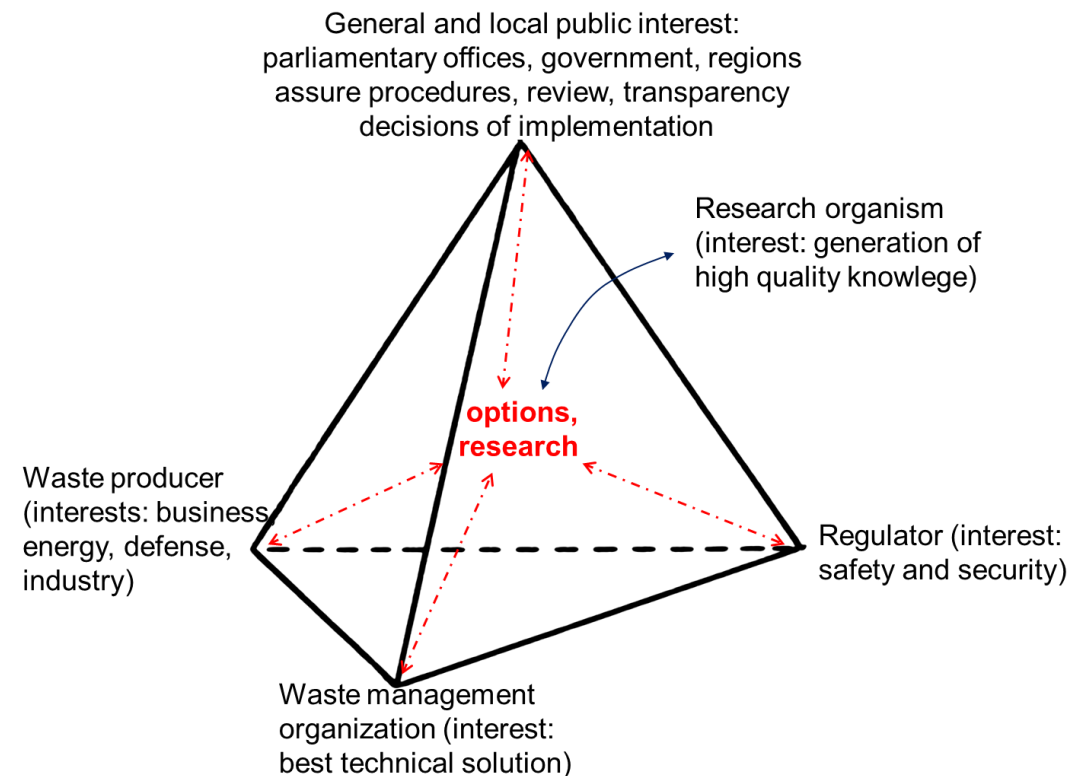 General and local public interest:
parliamentary offices, government, regions
assure procedures, review, transparency
decisions of implementation
Research organism
(interest: generation of
high quality knowlege)
options,
research
Waste producer
(interests: business,
energy, defense,
industry)
Regulator (interest:
safety and security)
Waste management
organization (interest:
best technical solution)